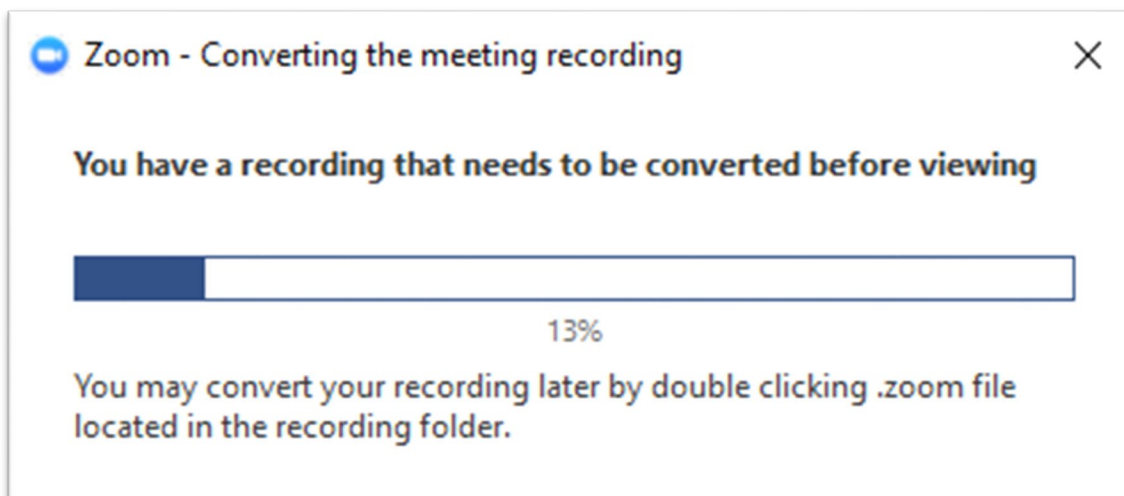 Zoom - Converting the meeting recording
You have a recording that needs to be converted before viewing
13%
You may convert your recording later by double clicking .zoom file
located in the recording folder.